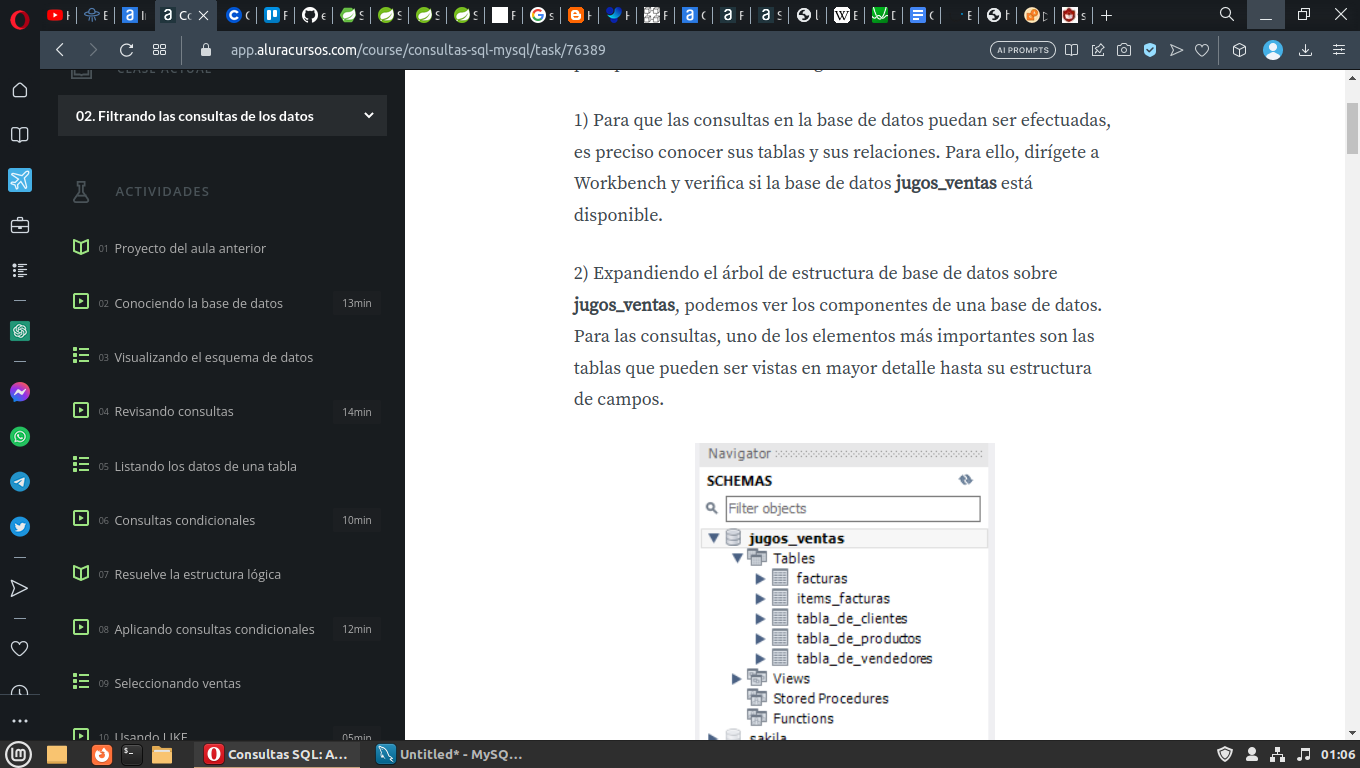 app.aluracursos.com/course/consultas-sql-mysql/task/76389
AI PROMPTS
CLASE ACTUAL
02. Filtrando las consultas de los datos
ACTIVIDADES
01 Proyecto del aula anterior
02 Conociendo la base de datos 13min
03 Visualizando el esquema de datos
04 Revisando consultas 14min
05 Listando los datos de una tabla
06 Consultas condicionales 10min
07 Resuelve la estructura lógica
08 Aplicando consultas condicionales 12min
09 Seleccionando ventas
10 Usando LIKE 05min
1) Para que las consultas en la base de datos puedan ser efectuadas,
es preciso conocer sus tablas y sus relaciones. Para ello, dirígete a
Workbench y verifica si la base de datos jugos_ventas está
disponible.
2) Expandiendo el árbol de estructura de base de datos sobre
jugos_ventas, podemos ver los componentes de una base de datos.
Para las consultas, uno de los elementos más importantes son las
tablas que pueden ser vistas en mayor detalle hasta su estructura
de campos.
Navigator
SCHEMAS
Filter objects
jugos_ventas
Tables
facturas
items_facturas
tabla_de_clientes
tabla_de_productos
tabla_de_vendedores
Views
Stored Procedures
Functions
sakila
Consultas SQL: A...
Untitled* - MySQ...
01:06